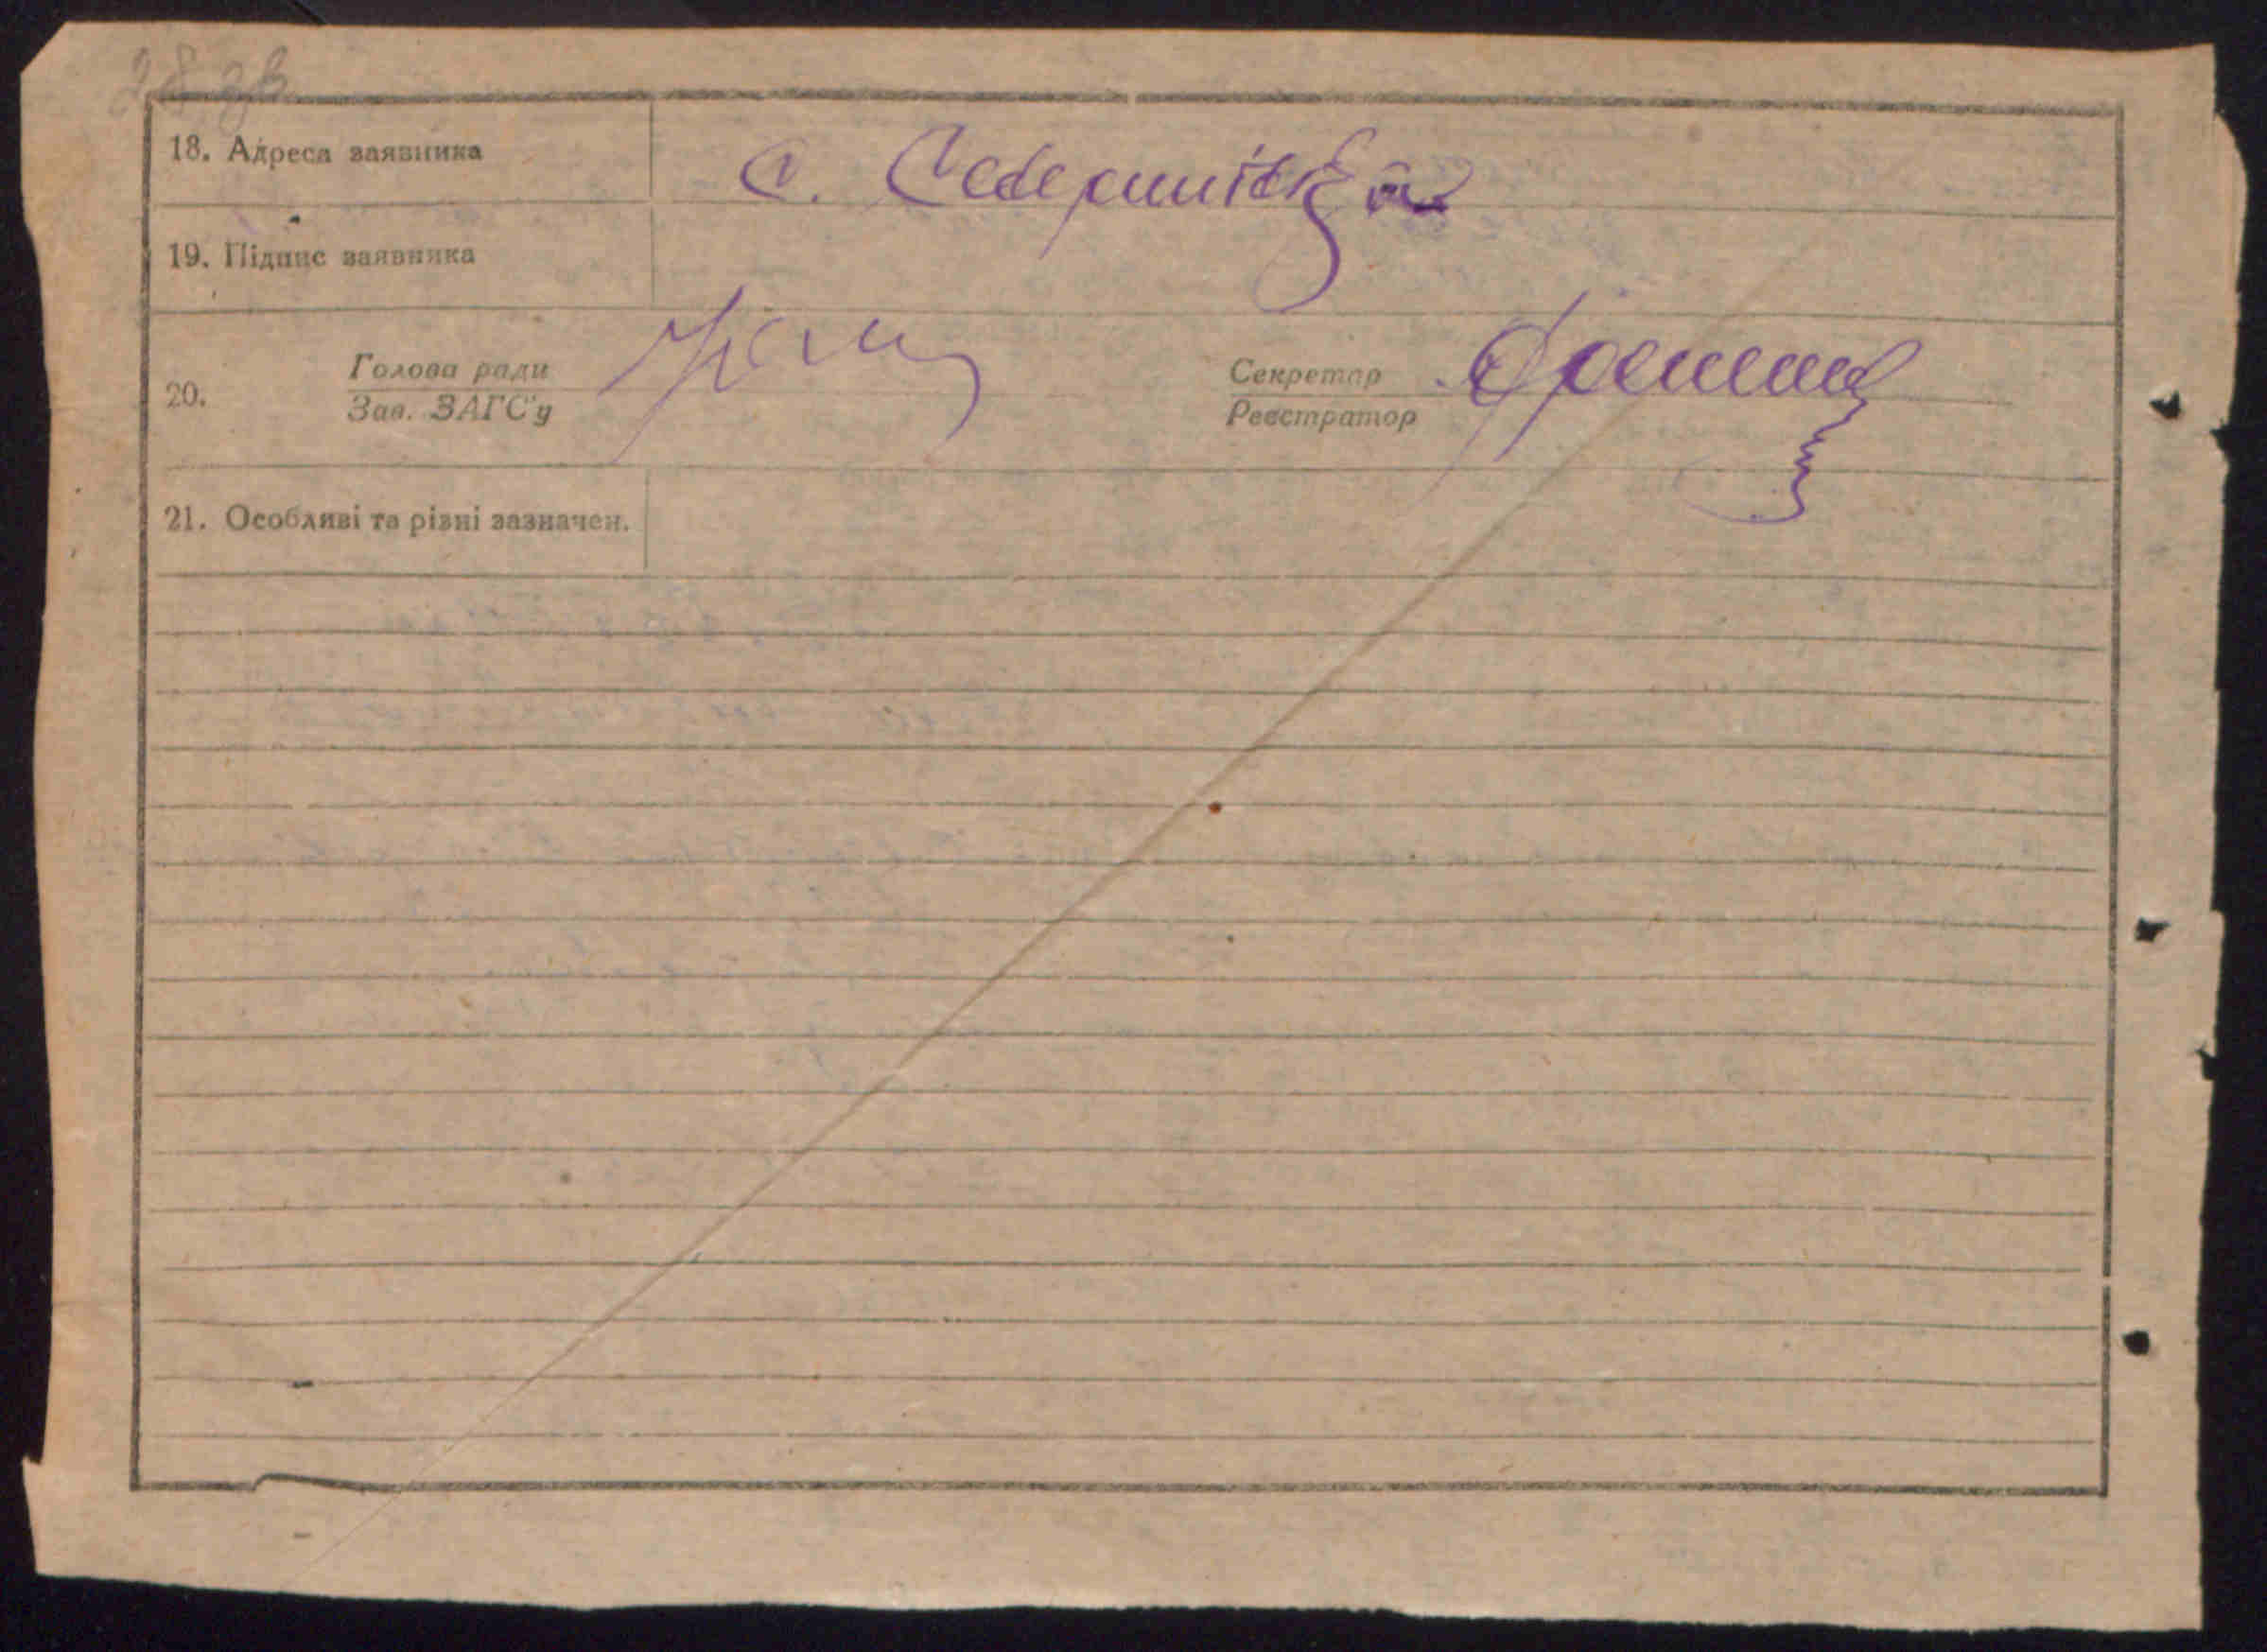 18. Адреса заявника
с. Северинівка
19. Підпис заявника
20. Голова ради
Зав. ЗАГС'у
Секретар
Реєстратор
21. Особливі та різні зазначен.